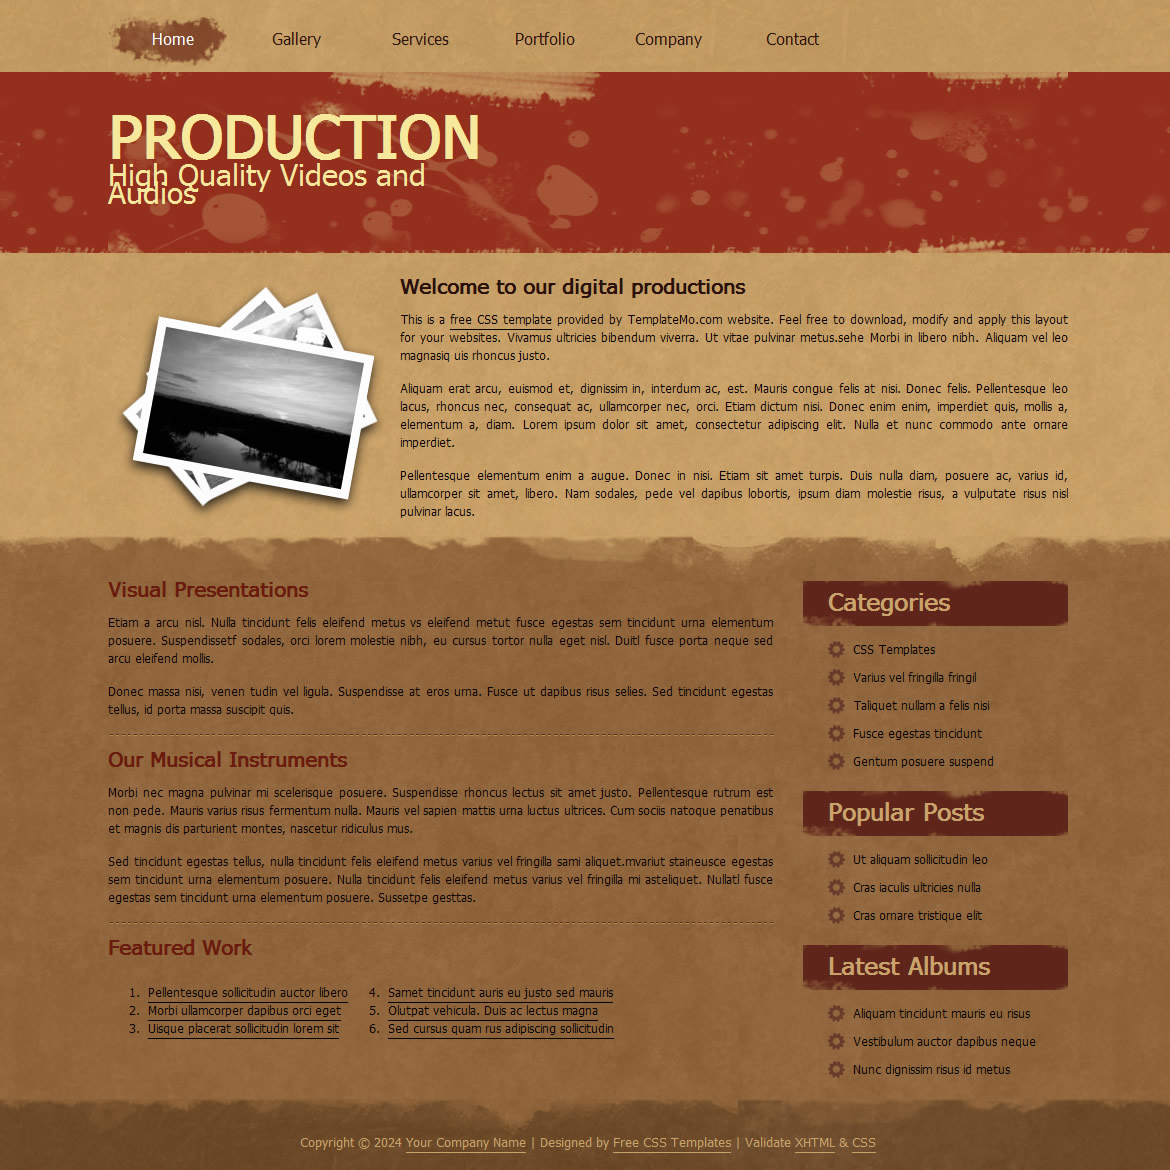 Home Gallery Services Portfolio Company Contact
PRODUCTION
High Quality Videos and
Audios
Welcome to our digital productions
This is a free CSS template provided by TemplateMo.com website. Feel free to download, modify and apply this layout
for your websites. Vivamus ultricies bibendum viverra. Ut vitae pulvinar metus.sehe Morbi in libero nibh. Aliquam vel leo
magnasiq uis rhoncus justo.
Aliquam erat arcu, euismod et, dignissim in, interdum ac, est. Mauris congue felis at nisi. Donec felis. Pellentesque leo
lacus, rhoncus nec, consequat ac, ullamcorper nec, orci. Etiam dictum nisi. Donec enim enim, imperdiet quis, mollis a,
elementum a, diam. Lorem ipsum dolor sit amet, consectetur adipiscing elit. Nulla et nunc commodo ante ornare
imperdiet.
Pellentesque elementum enim a augue. Donec in nisi. Etiam sit amet turpis. Duis nulla diam, posuere ac, varius id,
ullamcorper sit amet, libero. Nam sodales, pede vel dapibus lobortis, ipsum diam molestie risus, a vulputate risus nisl
pulvinar lacus.
Visual Presentations
Etiam a arcu nisl. Nulla tincidunt felis eleifend metus vs eleifend metut fusce egestas sem tincidunt urna elementum
posuere. Suspendissetf sodales, orci lorem molestie nibh, eu cursus tortor nulla eget nisl. Duitl fusce porta neque sed
arcu eleifend mollis.
Donec massa nisi, venen tudin vel ligula. Suspendisse at eros urna. Fusce ut dapibus risus selies. Sed tincidunt egestas
tellus, id porta massa suscipit quis.
Our Musical Instruments
Morbi nec magna pulvinar mi scelerisque posuere. Suspendisse rhoncus lectus sit amet justo. Pellentesque rutrum est
non pede. Mauris varius risus fermentum nulla. Mauris vel sapien mattis urna luctus ultrices. Cum sociis natoque penatibus
et magnis dis parturient montes, nascetur ridiculus mus.
Sed tincidunt egestas tellus, nulla tincidunt felis eleifend metus varius vel fringilla sami aliquet.mvariut staineusce egestas
sem tincidunt urna elementum posuere. Nulla tincidunt felis eleifend metus varius vel fringilla mi asteliquet. Nullatl fusce
egestas sem tincidunt urna elementum posuere. Sussetpe gesttas.
Featured Work
1. Pellentesque sollicitudin auctor libero
2. Morbi ullamcorper dapibus orci eget
3. Uisque placerat sollicitudin lorem sit
4. Samet tincidunt auris eu justo sed mauris
5. Olutpat vehicula. Duis ac lectus magna
6. Sed cursus quam rus adipiscing sollicitudin
Categories
CSS Templates
Varius vel fringilla fringil
Taliquet nullam a felis nisi
Fusce egestas tincidunt
Gentum posuere suspend
Popular Posts
Ut aliquam sollicitudin leo
Cras iaculis ultricies nulla
Cras ornare tristique elit
Latest Albums
Aliquam tincidunt mauris eu risus
Vestibulum auctor dapibus neque
Nunc dignissim risus id metus
Copyright © 2024 Your Company Name | Designed by Free CSS Templates | Validate XHTML & CSS